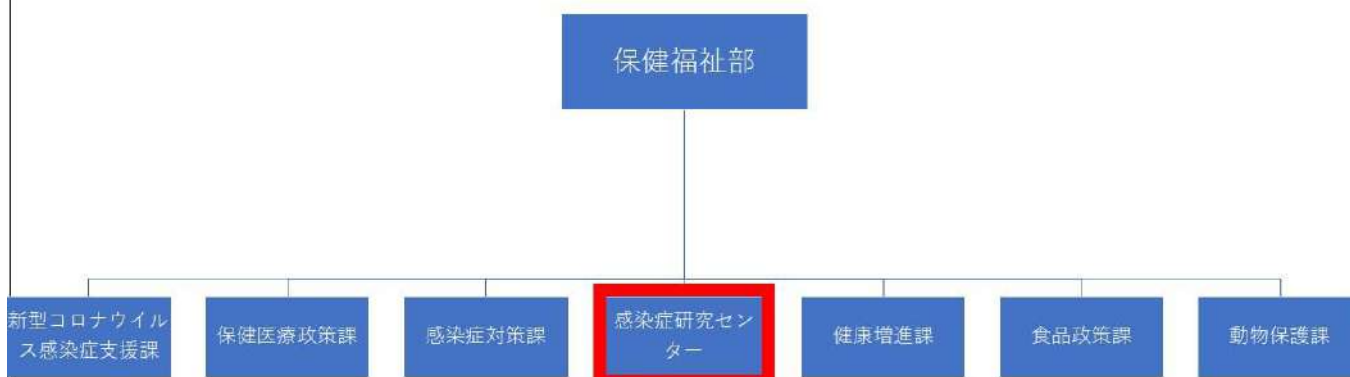 保健福祉部
新型コロナウイル
ス感染症支援課
保健医療政策課
感染症対策課
感染症研究セン
ター
健康増進課
食品政策課
動物保護課